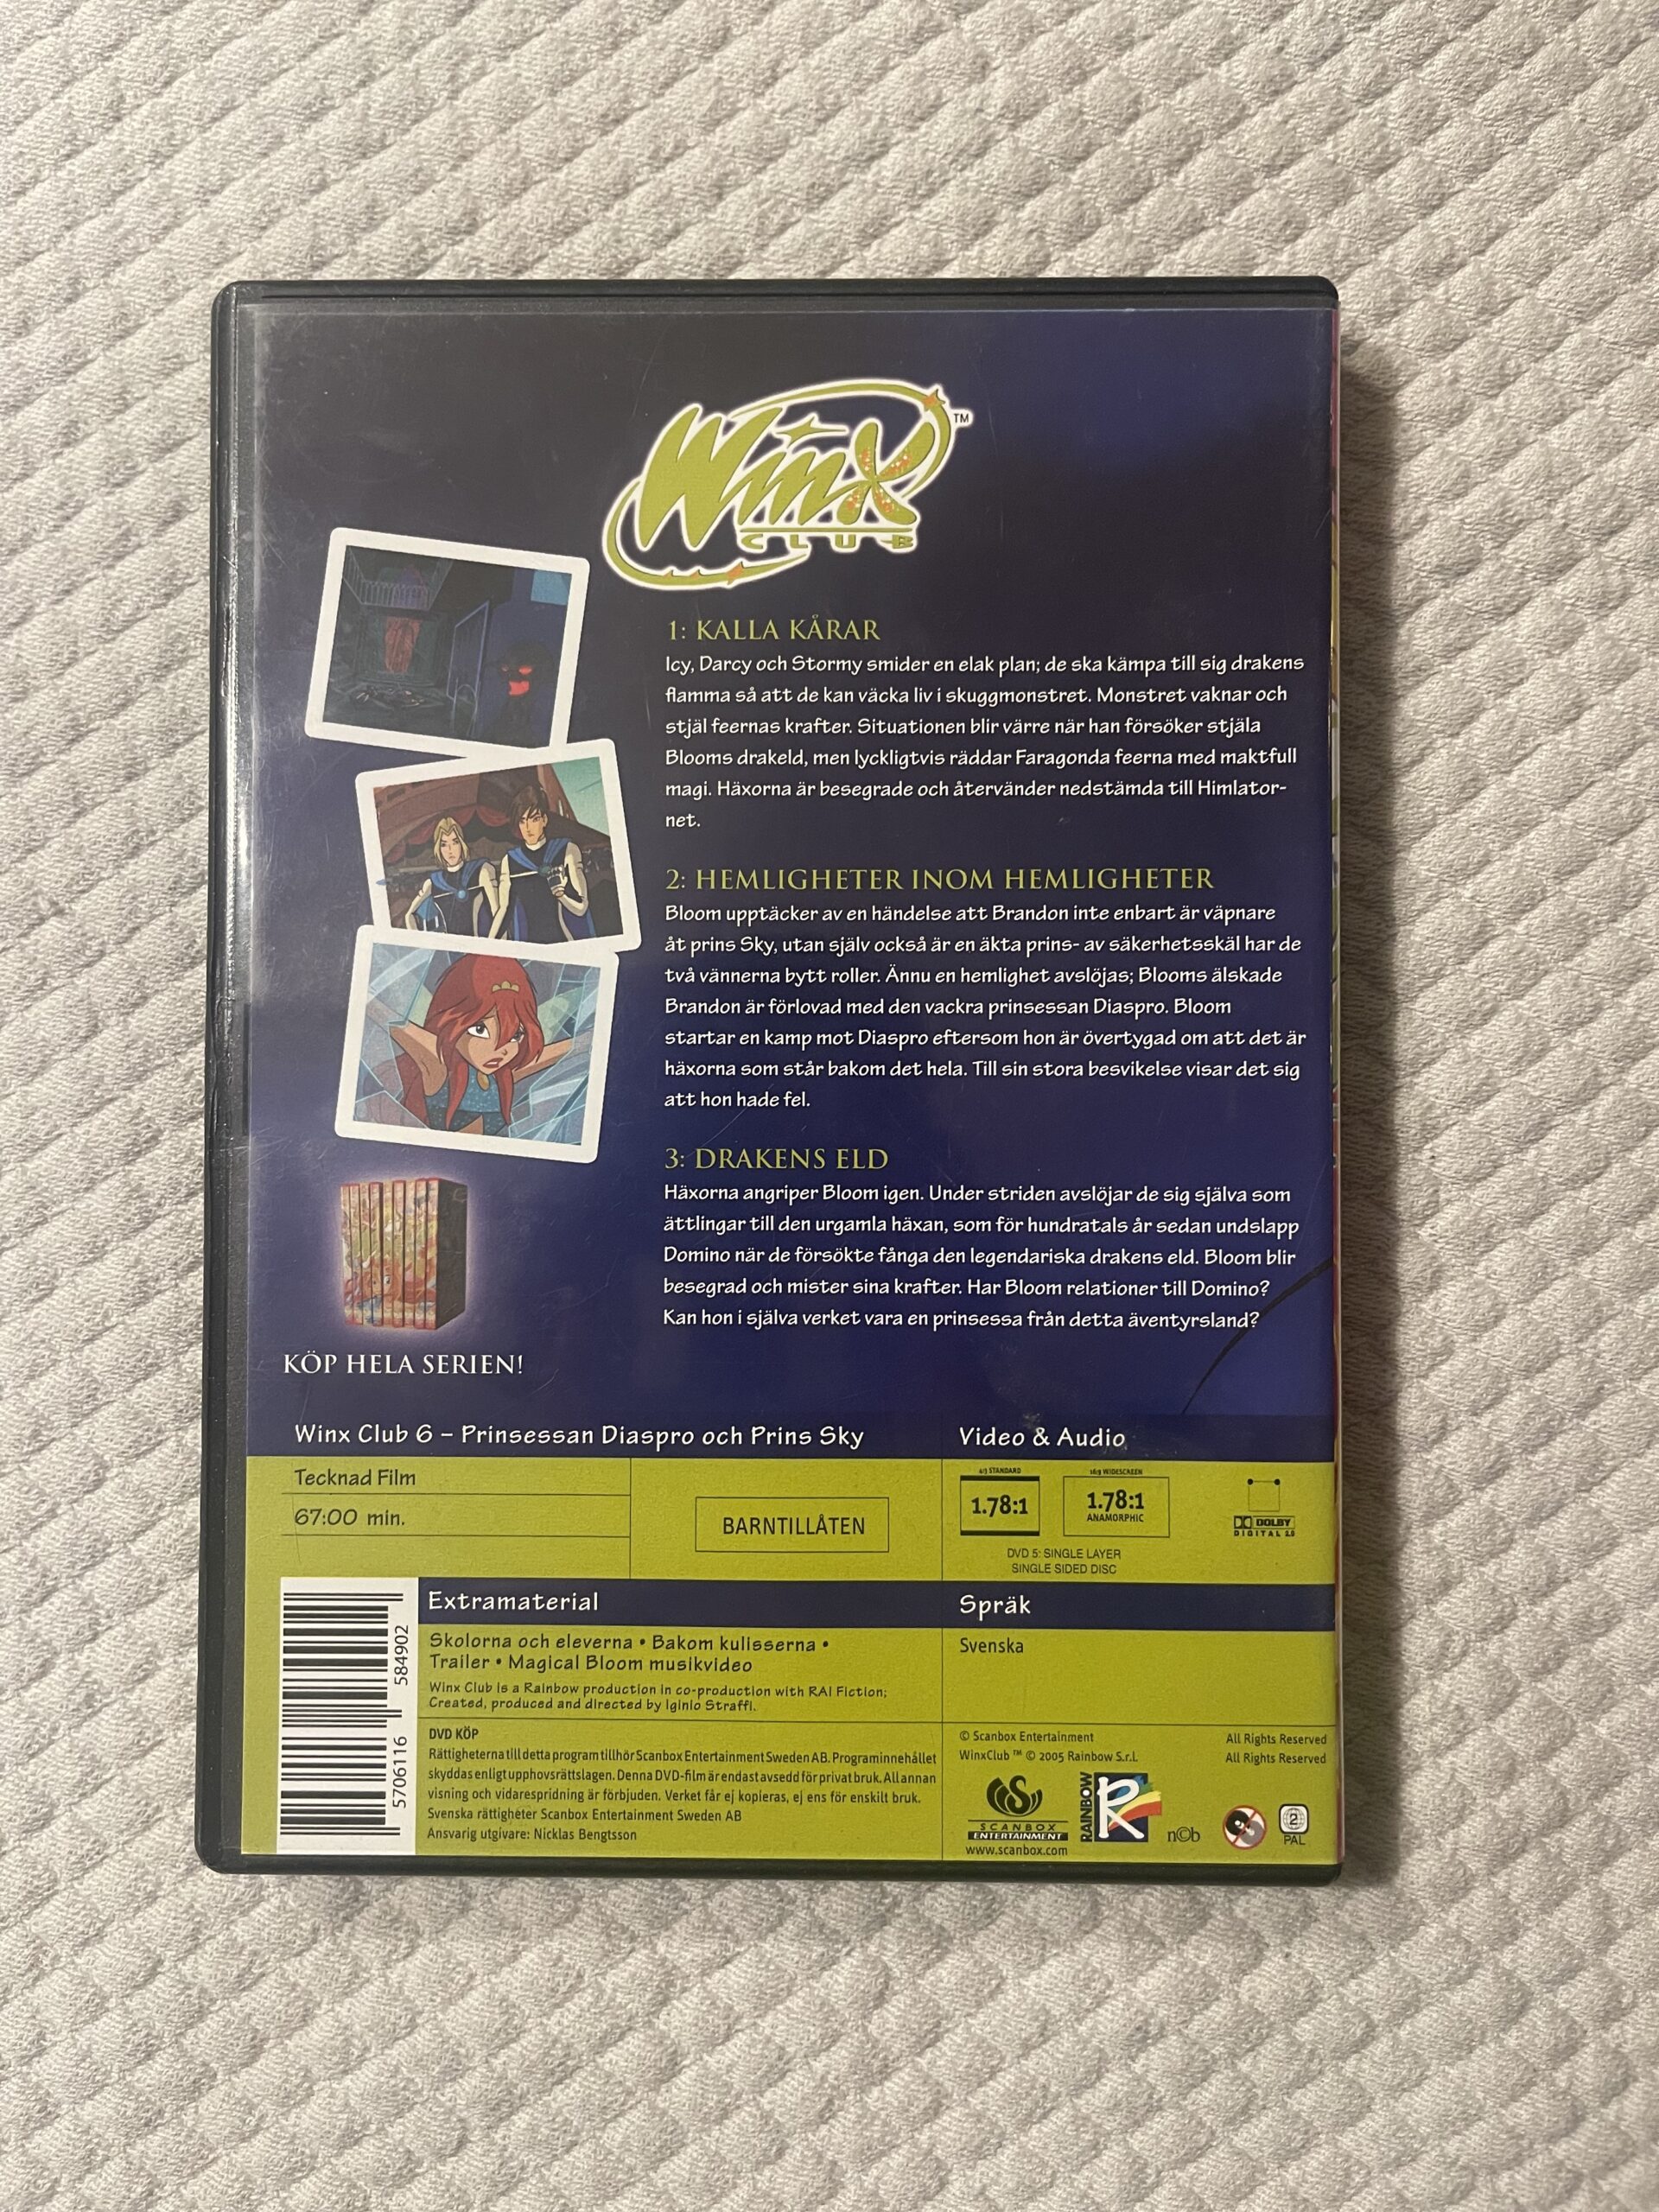 Winx™
CLUB
1: KALLA KÅRAR
Icy, Darcy och Stormy smider en elak plan; de ska kämpa till sig drakens
flamma så att de kan väcka liv i skuggmonstret. Monstret vaknar och
stjäl feernas krafter. Situationen blir värre när han försöker stjäla
Blooms drakeld, men lyckligtvis räddar Faragonda feerna med maktfull
magi. Häxorna är besegrade och återvänder nedstämda till Himlator-
net.
2: HEMLIGHETER INOM HEMLIGHETER
Bloom upptäcker av en händelse att Brandon inte enbart är väpnare
åt prins Sky, utan själv också är en äkta prins- av säkerhetsskäl har de
två vännerna bytt roller. Ännu en hemlighet avslöjas; Blooms älskade
Brandon är förlovad med den vackra prinsessan Diaspro. Bloom
startar en kamp mot Diaspro eftersom hon är övertygad om att det är
häxorna som står bakom det hela. Till sin stora besvikelse visar det sig
att hon hade fel.
3: DRAKENS ELD
Häxorna angriper Bloom igen. Under striden avslöjar de sig själva som
ättlingar till den urgamla häxan, som för hundratals år sedan undslapp
Domino när de försökte fånga den legendariska drakens eld. Bloom blir
besegrad och mister sina krafter. Har Bloom relationer till Domino?
Kan hon i själva verket vara en prinsessa från detta äventyrsland?
KÖP HELA SERIEN!
Winx Club 6 – Prinsessan Diaspro och Prins Sky
Tecknad Film
67:00 min.
BARNTILLÅTEN
Video & Audio
4:3 STANDARD
1.78:1
16:9 WIDESCREEN
1.78:1
ANAMORPHIC
DOLBY
DIGITAL 2.0
DVD 5: SINGLE LAYER
SINGLE SIDED DISC
Extramaterial
Skolorna och eleverna • Bakom kulisserna •
Trailer • Magical Bloom musikvideo
Winx Club is a Rainbow production in co-production with RAI Fiction;
Created, produced and directed by Iginio Straffi.
Språk
Svenska
5706116 584902
DVD KÖP
Rättigheterna till detta program tillhör Scanbox Entertainment Sweden AB. Programinnehållet
skyddas enligt upphovsrättslagen. Denna DVD-film är endast avsedd för privat bruk. All annan
visning och vidarespridning är förbjuden. Verket får ej kopieras, ej ens för enskilt bruk.
Svenska rättigheter Scanbox Entertainment Sweden AB
Ansvarig utgivare: Nicklas Bengtsson
© Scanbox Entertainment All Rights Reserved
WinxClub ™ © 2005 Rainbow S.r.l. All Rights Reserved
SCANBOX
ENTERTAINMENT
www.scanbox.com
RAINBOW
R
n©b
2
PAL